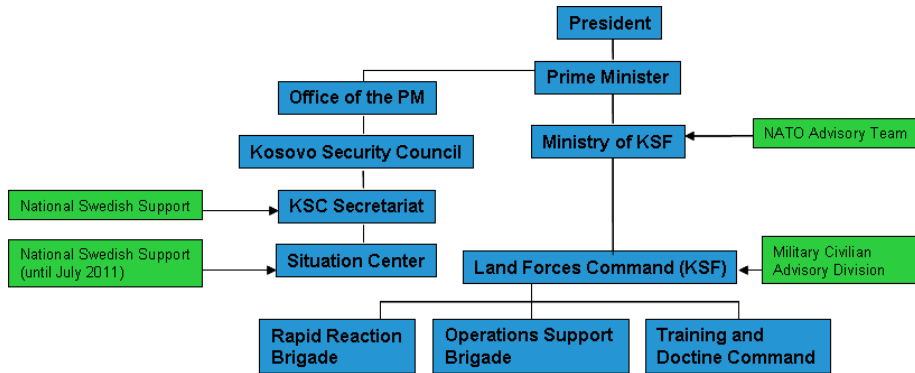 President
Prime Minister
Office of the PM
NATO Advisory Team
Ministry of KSF
Kosovo Security Council
National Swedish Support
KSC Secretariat
National Swedish Support
(until July 2011)
Situation Center
Land Forces Command (KSF)
Military Civilian
Advisory Division
Rapid Reaction
Brigade
Operations Support
Brigade
Training and
Doctine Command